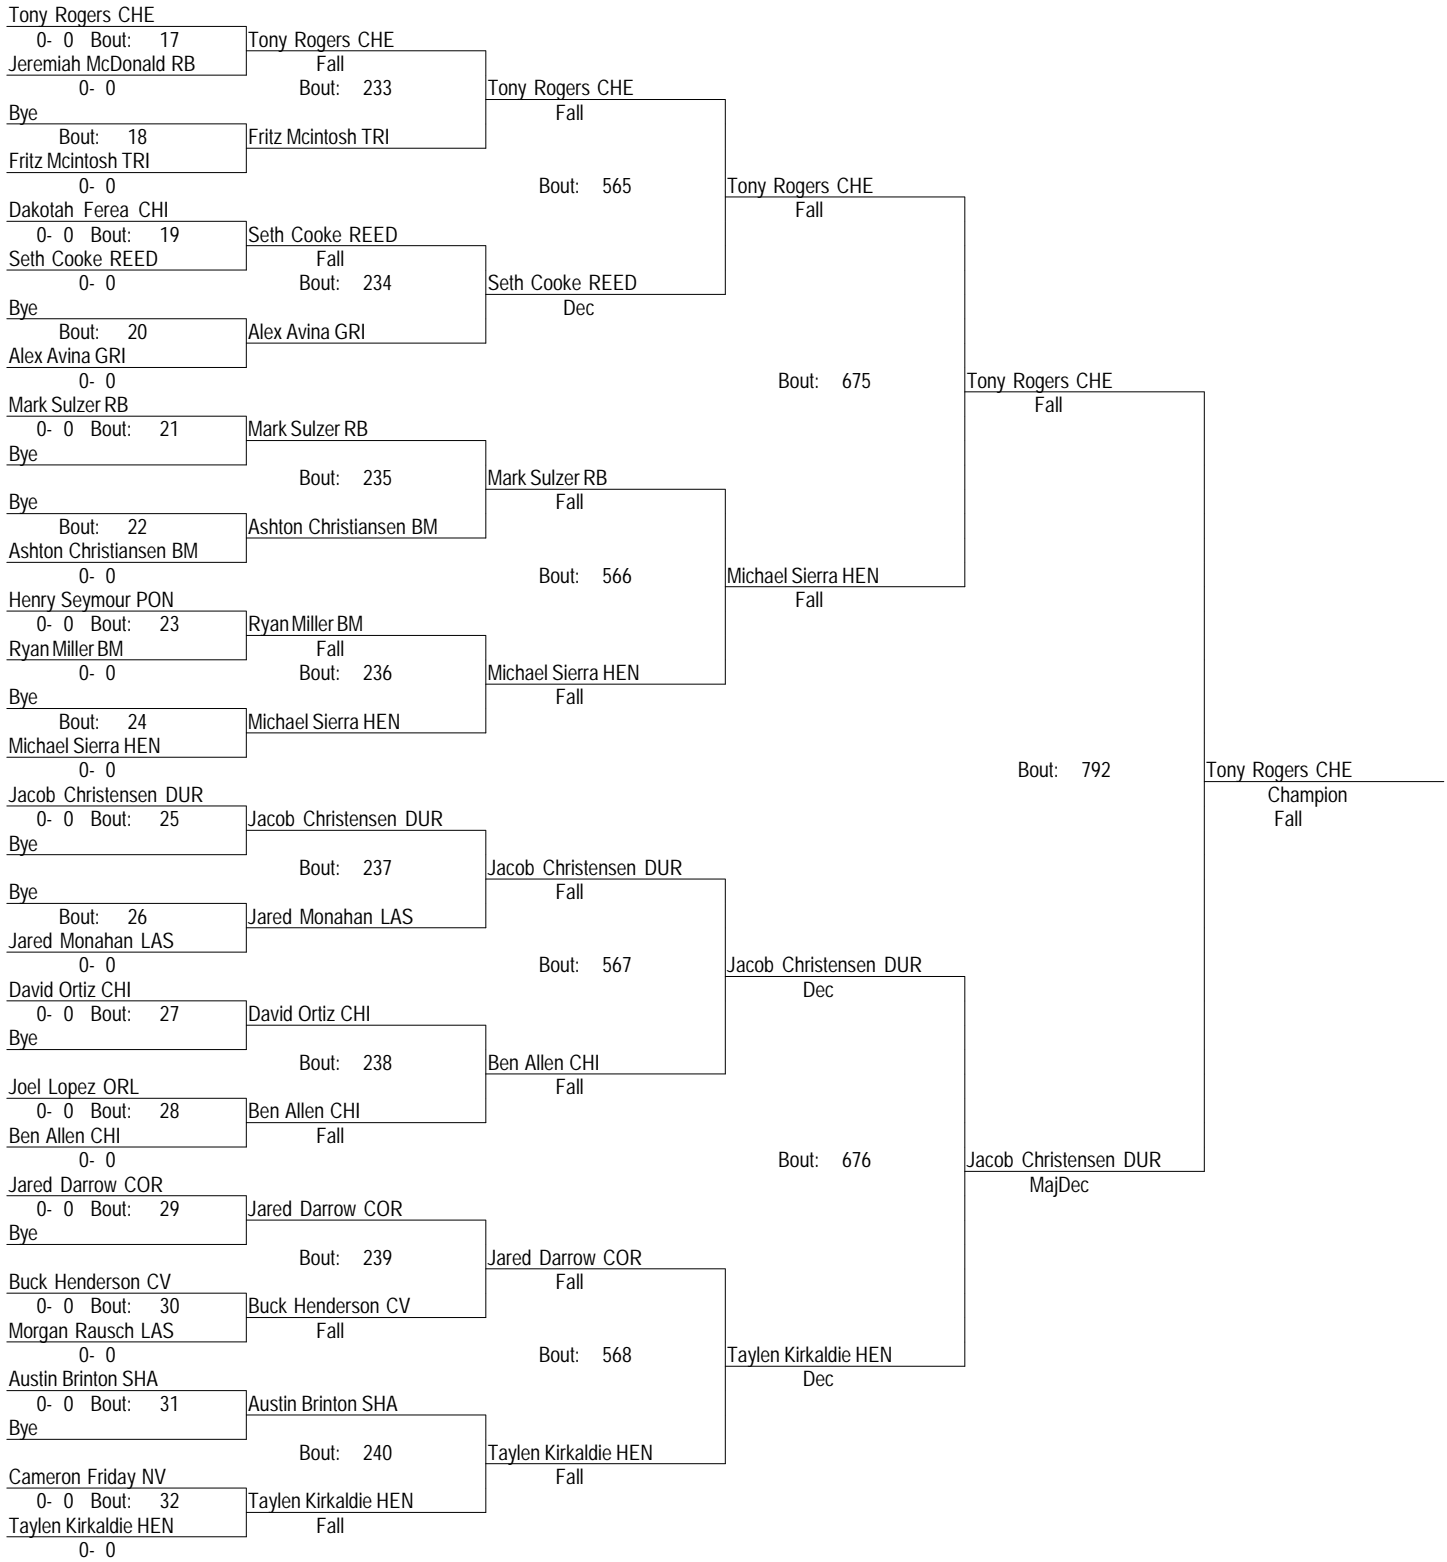 Tony Rogers CHE
0- 0 Bout: 17 Tony Rogers CHE
Jeremiah McDonald RB Fall
0- 0 Bout: 233 Tony Rogers CHE
Bye Fall
Bout: 18 Fritz Mcintosh TRI
Fritz Mcintosh TRI
0- 0 Bout: 565 Tony Rogers CHE
Dakotah Ferea CHI Fall
0- 0 Bout: 19 Seth Cooke REED
Seth Cooke REED Fall
0- 0 Bout: 234 Seth Cooke REED
Bye Dec
Bout: 20 Alex Avina GRI
Alex Avina GRI
0- 0 Bout: 675 Tony Rogers CHE
Mark Sulzer RB Fall
0- 0 Bout: 21 Mark Sulzer RB
Bye
Bout: 235 Mark Sulzer RB
Bye Fall
Bout: 22 Ashton Christiansen BM
Ashton Christiansen BM
0- 0 Bout: 566 Michael Sierra HEN
Henry Seymour PON Fall
0- 0 Bout: 23 Ryan Miller BM
Ryan Miller BM Fall
0- 0 Bout: 236 Michael Sierra HEN
Bye Fall
Bout: 24 Michael Sierra HEN
Michael Sierra HEN
0- 0 Bout: 792 Tony Rogers CHE
Jacob Christensen DUR Champion
0- 0 Bout: 25 Jacob Christensen DUR Fall
Bye
Bout: 237 Jacob Christensen DUR
Bye Fall
Bout: 26 Jared Monahan LAS
Jared Monahan LAS
0- 0 Bout: 567 Jacob Christensen DUR
David Ortiz CHI Dec
0- 0 Bout: 27 David Ortiz CHI
Bye
Bout: 238 Ben Allen CHI
Joel Lopez ORL Fall
0- 0 Bout: 28 Ben Allen CHI
Ben Allen CHI Fall
0- 0 Bout: 676 Jacob Christensen DUR
Jared Darrow COR MajDec
0- 0 Bout: 29 Jared Darrow COR
Bye
Bout: 239 Jared Darrow COR
Buck Henderson CV Fall
0- 0 Bout: 30 Buck Henderson CV
Morgan Rausch LAS Fall
0- 0 Bout: 568 Taylen Kirkaldie HEN
Austin Brinton SHA Dec
0- 0 Bout: 31 Austin Brinton SHA
Bye
Bout: 240 Taylen Kirkaldie HEN
Cameron Friday NV Fall
0- 0 Bout: 32 Taylen Kirkaldie HEN
Taylen Kirkaldie HEN Fall
0- 0